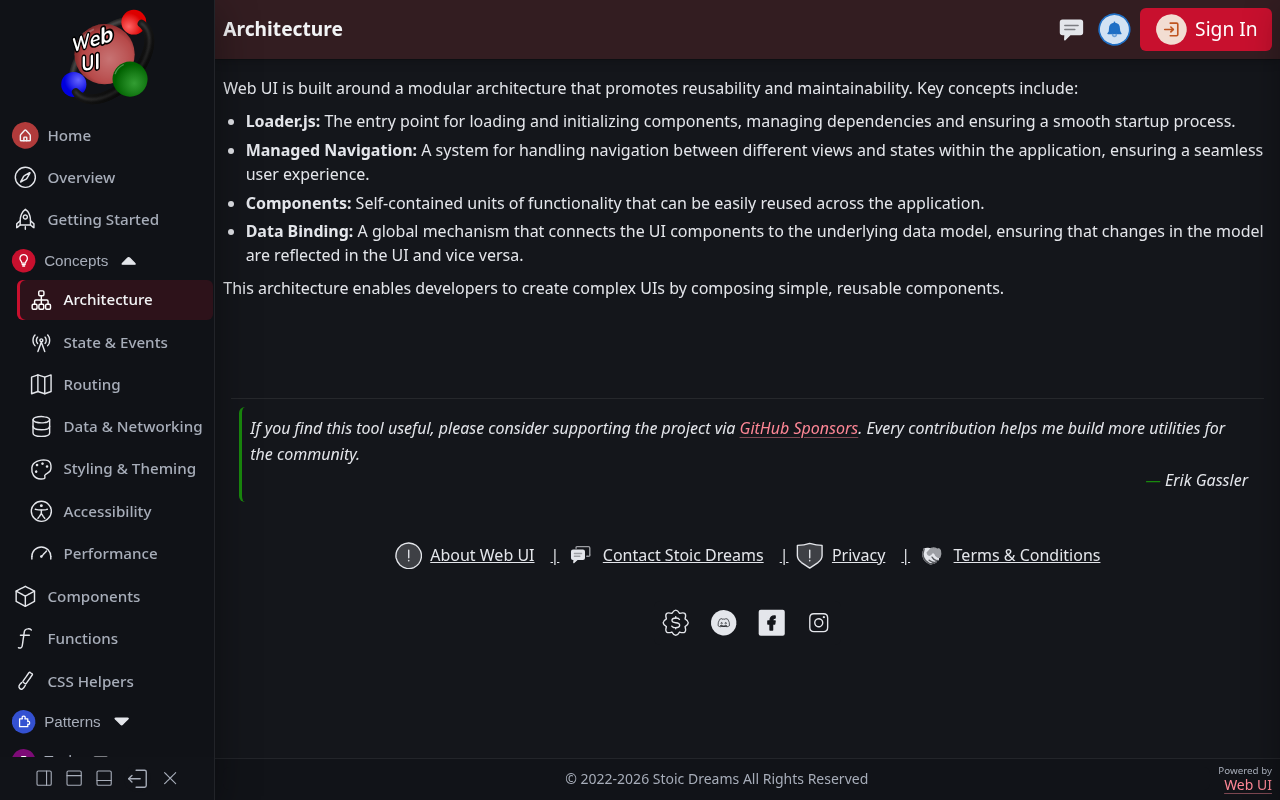 Web
UI
Home
Overview
Getting Started
Concepts
Architecture
State & Events
Routing
Data & Networking
Styling & Theming
Accessibility
Performance
Components
Functions
CSS Helpers
Patterns
Architecture
Sign In
Web UI is built around a modular architecture that promotes reusability and maintainability. Key concepts include:
Loader.js: The entry point for loading and initializing components, managing dependencies and ensuring a smooth startup process.
Managed Navigation: A system for handling navigation between different views and states within the application, ensuring a seamless
user experience.
Components: Self-contained units of functionality that can be easily reused across the application.
Data Binding: A global mechanism that connects the UI components to the underlying data model, ensuring that changes in the model
are reflected in the UI and vice versa.
This architecture enables developers to create complex UIs by composing simple, reusable components.
If you find this tool useful, please consider supporting the project via GitHub Sponsors. Every contribution helps me build more utilities for
the community.
— Erik Gassler
About Web UI | Contact Stoic Dreams | Privacy | Terms & Conditions
© 2022-2026 Stoic Dreams All Rights Reserved
Powered by
Web UI